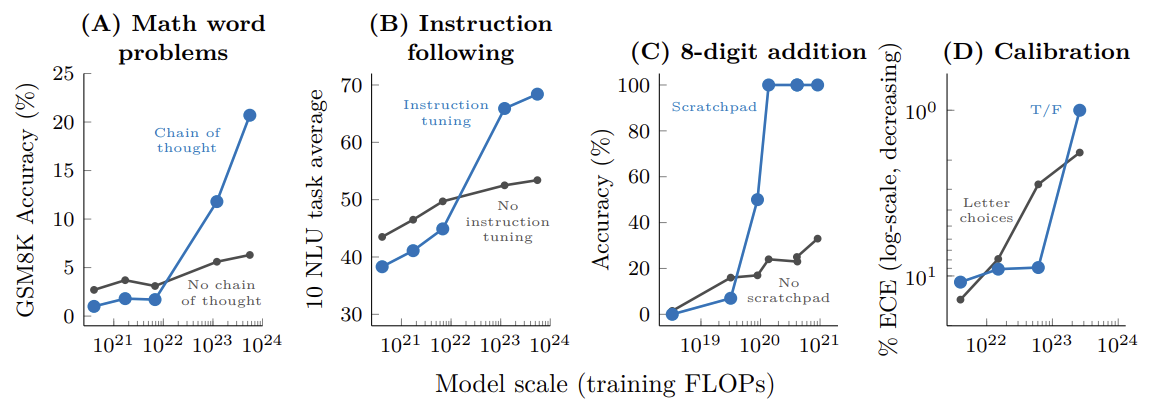 (A) Math word
problems
GSM8K Accuracy (%)
25
20
15
10
5
0
Chain of
thought
No chain
of thought
10^21
10^22
10^23
10^24
(B) Instruction
following
10 NLU task average
70
60
50
40
30
Instruction
tuning
No
instruction
tuning
10^21
10^22
10^23
10^24
(C) 8-digit addition
Accuracy (%)
100
80
60
40
20
0
Scratchpad
No
scratchpad
10^19
10^20
10^21
(D) Calibration
% ECE (log-scale, decreasing)
10^0
10^1
T/F
Letter
choices
10^22
10^23
10^24
Model scale (training FLOPs)